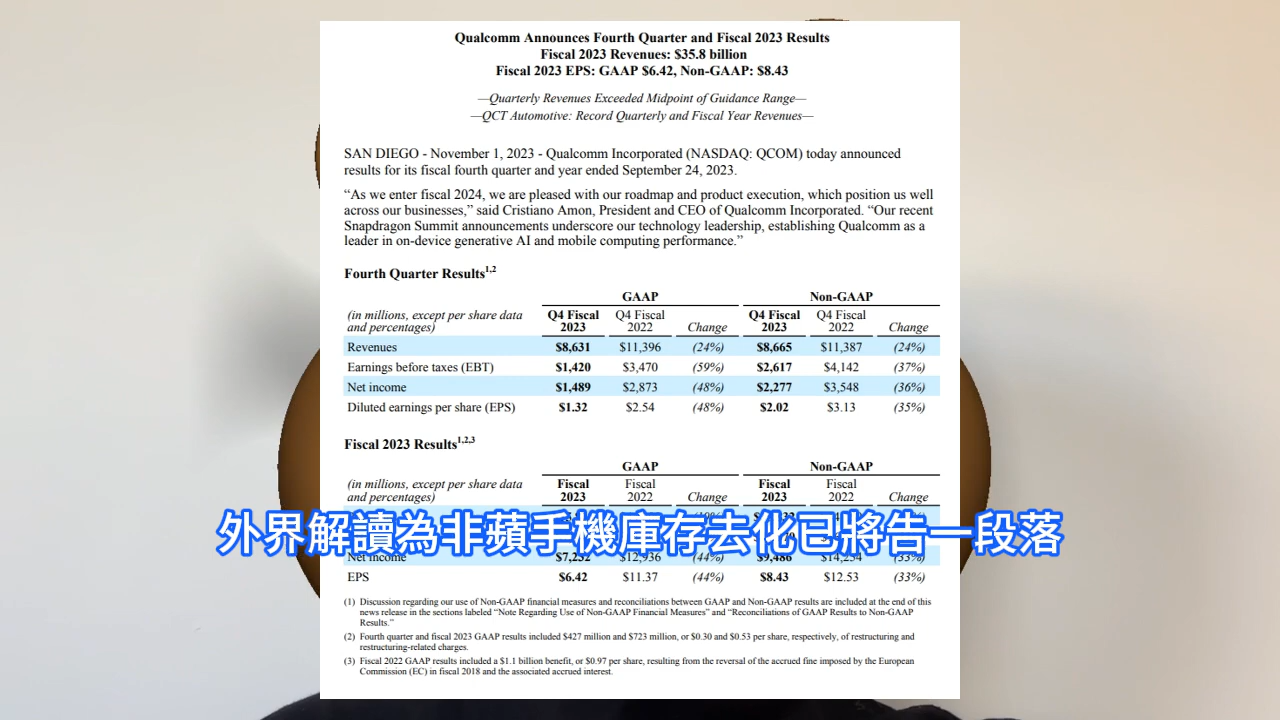 Qualcomm Announces Fourth Quarter and Fiscal 2023 Results
Fiscal 2023 Revenues: $35.8 billion
Fiscal 2023 EPS: GAAP $6.42, Non-GAAP: $8.43
—Quarterly Revenues Exceeded Midpoint of Guidance Range—
—QCT Automotive: Record Quarterly and Fiscal Year Revenues—
SAN DIEGO - November 1, 2023 - Qualcomm Incorporated (NASDAQ: QCOM) today announced
results for its fiscal fourth quarter and year ended September 24, 2023.
“As we enter fiscal 2024, we are pleased with our roadmap and product execution, which position us well
across our businesses,” said Cristiano Amon, President and CEO of Qualcomm Incorporated. “Our recent
Snapdragon Summit announcements underscore our technology leadership, establishing Qualcomm as a
leader in on-device generative AI and mobile computing performance.”
Fourth Quarter Results1,2
GAAP Non-GAAP
(in millions, except per share data and percentages) Q4 Fiscal 2023 Q4 Fiscal 2022 Change Q4 Fiscal 2023 Q4 Fiscal 2022 Change
Revenues $8,631 $11,396 (24%) $8,665 $11,387 (24%)
Earnings before taxes (EBT) $1,420 $3,470 (59%) $2,617 $4,142 (37%)
Net income $1,489 $2,873 (48%) $2,277 $3,548 (36%)
Diluted earnings per share (EPS) $1.32 $2.54 (48%) $2.02 $3.13 (35%)
Fiscal 2023 Results1,2,3
GAAP Non-GAAP
(in millions, except per share data and percentages) Fiscal 2023 Fiscal 2022 Change Fiscal 2023 Fiscal 2022 Change
外界解讀為非蘋手機庫存去化已將告一段落
Net income $7,232 $12,936 (44%) $9,486 $14,254 (33%)
EPS $6.42 $11.37 (44%) $8.43 $12.53 (33%)
(1) Discussion regarding our use of Non-GAAP financial measures and reconciliations between GAAP and Non-GAAP results are included at the end of this
news release in the sections labeled “Note Regarding Use of Non-GAAP Financial Measures” and “Reconciliations of GAAP Results to Non-GAAP
Results.”
(2) Fourth quarter and fiscal 2023 GAAP results included $427 million and $723 million, or $0.30 and $0.53 per share, respectively, of restructuring and
restructuring-related charges.
(3) Fiscal 2022 GAAP results included a $1.1 billion benefit, or $0.97 per share, resulting from the reversal of the accrued fine imposed by the European
Commission (EC) in fiscal 2018 and the associated accrued interest.